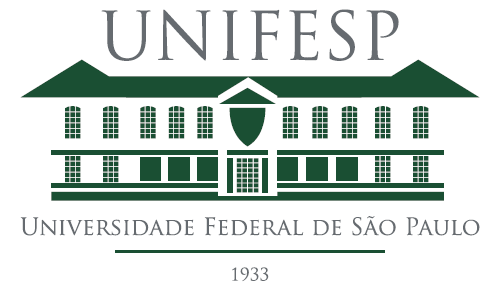 UNIFESP
Universidade Federal de São Paulo
1933